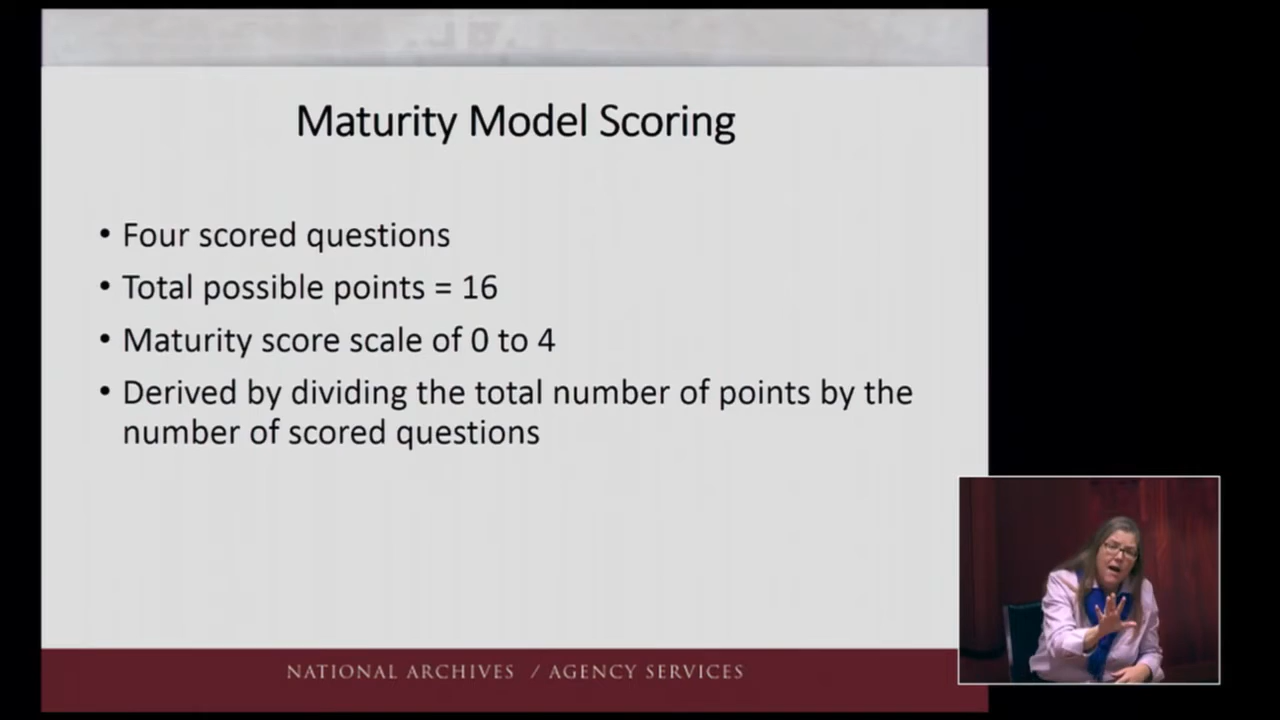 Maturity Model Scoring
• Four scored questions
• Total possible points = 16
• Maturity score scale of 0 to 4
• Derived by dividing the total number of points by the
number of scored questions
NATIONAL ARCHIVES / AGENCY SERVICES